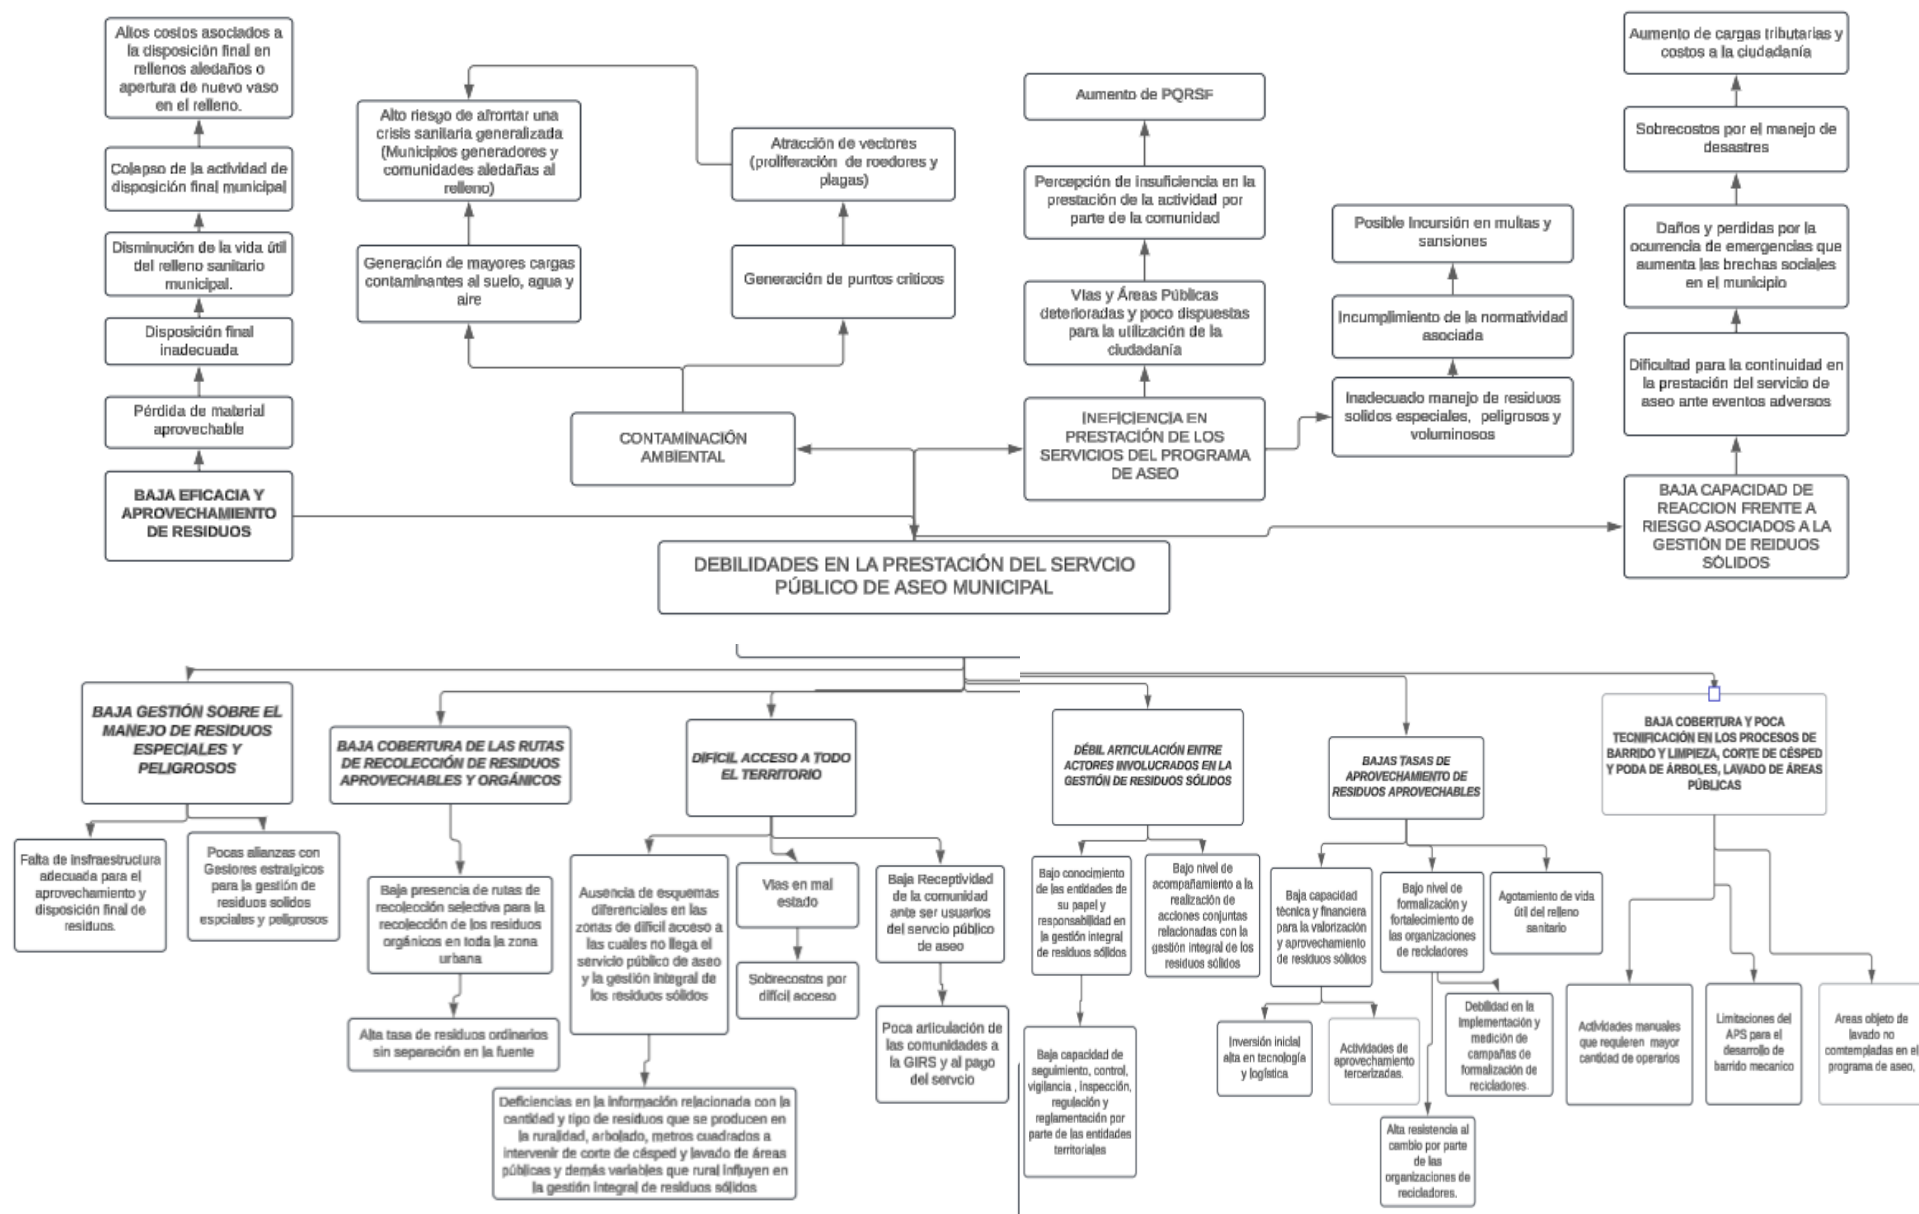 Altos costos asociados a
la disposición final en
rellenos aledaños o
apertura de nuevo vaso
en el relleno.
Colapso de la actividad de
disposición final municipal
Disminución de la vida útil
del relleno sanitario
municipal.
Disposición final
inadecuada
Pérdida de material
aprovechable
BAJA EFICACIA Y
APROVECHAMIENTO
DE RESIDUOS
Alto riesgo de afrontar una
crisis sanitaria generalizada
(Municipios generadores y
comunidades aledañas al
relleno)
Generación de mayores cargas
contaminantes al suelo, agua y
aire
Atracción de vectores
(proliferación de roedores y
plagas)
Generación de puntos criticos
CONTAMINACIÓN
AMBIENTAL
Aumento de PQRSF
Percepción de insuficiencia en la
prestación de la actividad por
parte de la comunidad
Vías y Áreas Públicas
deterioradas y poco dispuestas
para la utilización de la
ciudadanía
INEFICIENCIA EN
PRESTACIÓN DE LOS
SERVICIOS DEL PROGRAMA
DE ASEO
Posible Incursión en multas y
sansiones
Incumplimiento de la normatividad
asociada
Inadecuado manejo de residuos
solidos especiales, peligrosos y
voluminosos
Aumento de cargas tributarias y
costos a la ciudadanía
Sobrecostos por el manejo de
desastres
Daños y perdidas por la
ocurrencia de emergencias que
aumenta las brechas sociales
en el municipio
Dificultad para la continuidad en
la prestación del servicio de
aseo ante eventos adversos
BAJA CAPACIDAD DE
REACCION FRENTE A
RIESGO ASOCIADOS A LA
GESTIÓN DE REIDUOS
SÓLIDOS
DEBILIDADES EN LA PRESTACIÓN DEL SERVCIO
PÚBLICO DE ASEO MUNICIPAL
BAJA GESTIÓN SOBRE EL
MANEJO DE RESIDUOS
ESPECIALES Y
PELIGROSOS
Falta de insfraestructura
adecuada para el
aprovechamiento y
disposición final de
residuos.
Pocas alianzas con
Gestores estralgicos
para la gestión de
residuos solidos
espciales y peligrosos
BAJA COBERTURA DE LAS RUTAS
DE RECOLECCIÓN DE RESIDUOS
APROVECHABLES Y ORGÁNICOS
Baja presencia de rutas de
recolección selectiva para la
recolección de los residuos
orgánicos en toda la zona
urbana
Alta tasa de residuos ordinarios
sin separación en la fuente
DIFICIL ACCESO A TODO
EL TERRITORIO
Ausencia de esquemas
diferenciales en las
zonas de difícil acceso a
las cuales no llega el
servicio público de aseo
y la gestión integral de
los residuos sólidos
Deficiencias en la información relacionada con la
cantidad y tipo de residuos que se producen en
la ruralidad, arbolado, metros cuadrados a
intervenir de corte de césped y lavado de áreas
públicas y demás variables que rural influyen en
la gestión integral de residuos sólidos
Vías en mal
estado
Sobrecostos por
difícil acceso
Baja Receptividad
de la comunidad
ante ser usuarios
del servcio público
de aseo
Poca articulación de
las comunidades a
la GIRS y al pago
del servcio
DÉBIL ARTICULACIÓN ENTRE
ACTORES INVOLUCRADOS EN LA
GESTIÓN DE RESIDUOS SÓLIDOS
Bajo conocimiento
de las entidades de
su papel y
responsabilidad en
la gestión integral
de residuos sólidos
Baja capacidad de
seguimiento, control,
vigilancia , inspección,
regulación y
reglamentación por
parte de las entidades
territoriales
Bajo nivel de
acompañamiento a la
realización de
acciones conjuntas
relacionadas con la
gestión integral de los
residuos sólidos
BAJAS TASAS DE
APROVECHAMIENTO DE
RESIDUOS APROVECHABLES
Baja capacidad
técnica y financiera
para la valorización
y aprovechamiento
de residuos sólidos
Inversión inicial
alta en tecnología
y logística
Actividades de
aprovechamiento
tercerizadas.
Bajo nivel de
formalización y
fortalecimiento de
las organizaciones
de recicladores
Debilidad en la
implementación y
medición de
campañas de
formalización de
recicladores.
Alta resistencia al
cambio por parte
de las
organizaciones de
recicladores.
Agotamiento de vida
útil del relleno
sanitario
BAJA COBERTURA Y POCA
TECNIFICACIÓN EN LOS PROCESOS DE
BARRIDO Y LIMPIEZA, CORTE DE CÉSPED
Y PODA DE ÁRBOLES, LAVADO DE ÁREAS
PÚBLICAS
Actividades manuales
que requieren mayor
cantidad de operarios
Limitaciones del
APS para el
desarrollo de
barrido mecanico
Areas objeto de
lavado no
comtempladas en el
programa de aseo,